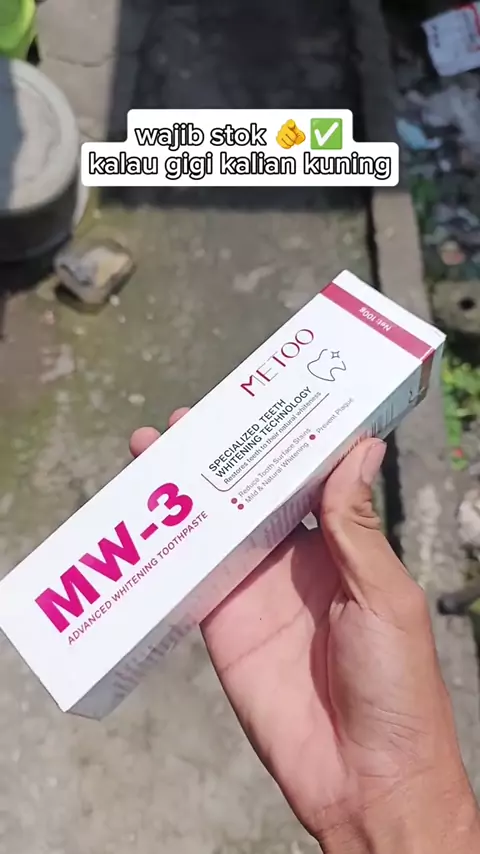 wajib stok 🫵✅
kalau gigi kalian kuning
Net: 100g
METOO
SPECIALIZED TEETH
WHITENING TECHNOLOGY
Restores teeth to their natural whiteness
Reduce Tooth Surface Stains
Prevent Plaque
Mild & Natural Whitening
MW-3
ADVANCED WHITENING TOOTHPASTE